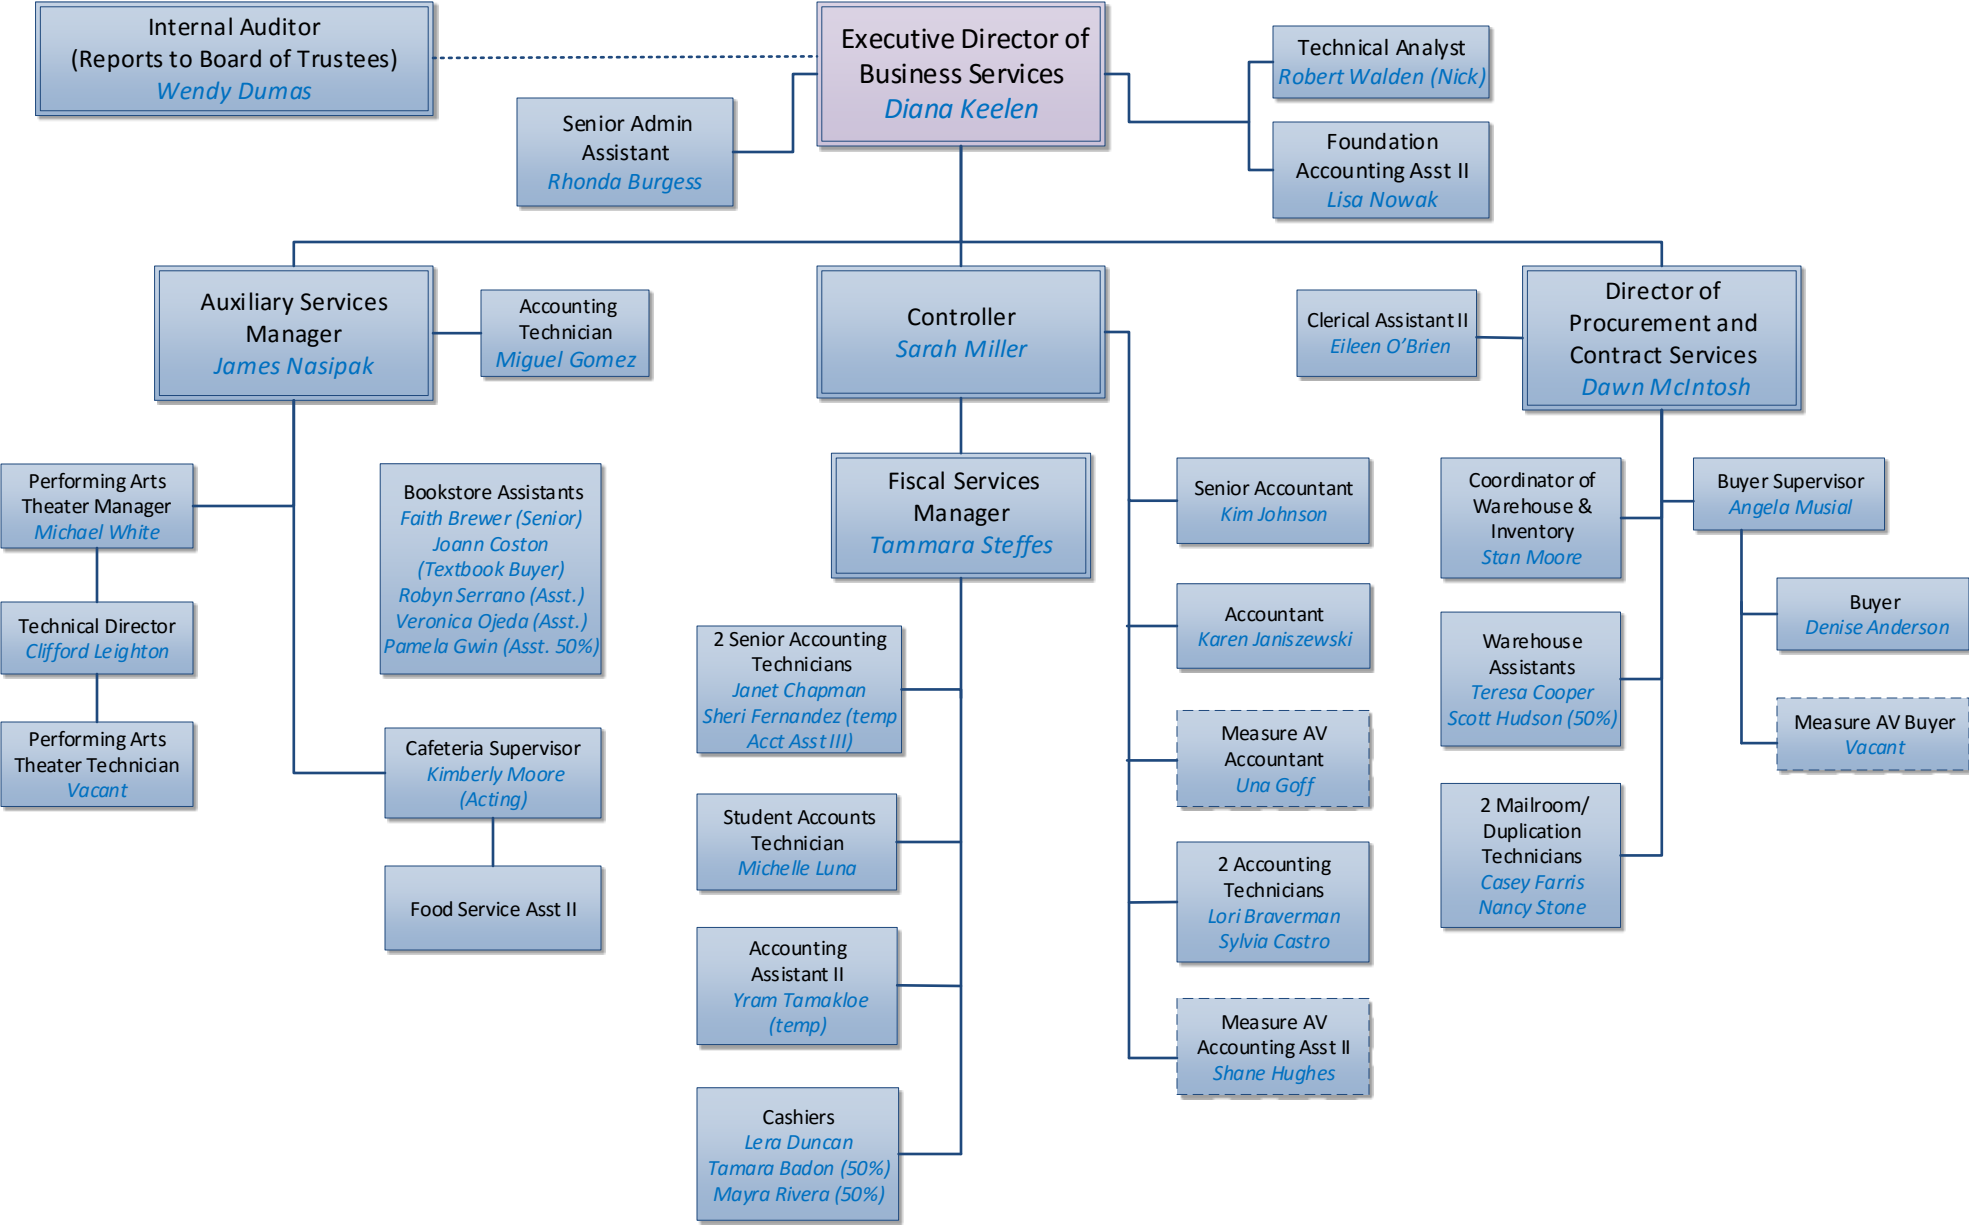 Internal Auditor
(Reports to Board of Trustees)
Wendy Dumas
Executive Director of
Business Services
Diana Keelen
Technical Analyst
Robert Walden (Nick)
Senior Admin
Assistant
Rhonda Burgess
Foundation
Accounting Asst II
Lisa Nowak
Auxiliary Services
Manager
James Nasipak
Accounting
Technician
Miguel Gomez
Controller
Sarah Miller
Clerical Assistant II
Eileen O’Brien
Director of
Procurement and
Contract Services
Dawn McIntosh
Performing Arts
Theater Manager
Michael White
Technical Director
Clifford Leighton
Performing Arts
Theater Technician
Vacant
Bookstore Assistants
Faith Brewer (Senior)
Joann Coston
(Textbook Buyer)
Robyn Serrano (Asst.)
Veronica Ojeda (Asst.)
Pamela Gwin (Asst. 50%)
Cafeteria Supervisor
Kimberly Moore
(Acting)
Food Service Asst II
Fiscal Services
Manager
Tammara Steffes
2 Senior Accounting
Technicians
Janet Chapman
Sheri Fernandez (temp
Acct Asst III)
Student Accounts
Technician
Michelle Luna
Accounting
Assistant II
Yram Tamakloe
(temp)
Cashiers
Lera Duncan
Tamara Badon (50%)
Mayra Rivera (50%)
Senior Accountant
Kim Johnson
Accountant
Karen Janiszewski
Measure AV
Accountant
Una Goff
2 Accounting
Technicians
Lori Braverman
Sylvia Castro
Measure AV
Accounting Asst II
Shane Hughes
Coordinator of
Warehouse &
Inventory
Stan Moore
Warehouse
Assistants
Teresa Cooper
Scott Hudson (50%)
2 Mailroom/
Duplication
Technicians
Casey Farris
Nancy Stone
Buyer Supervisor
Angela Musial
Buyer
Denise Anderson
Measure AV Buyer
Vacant